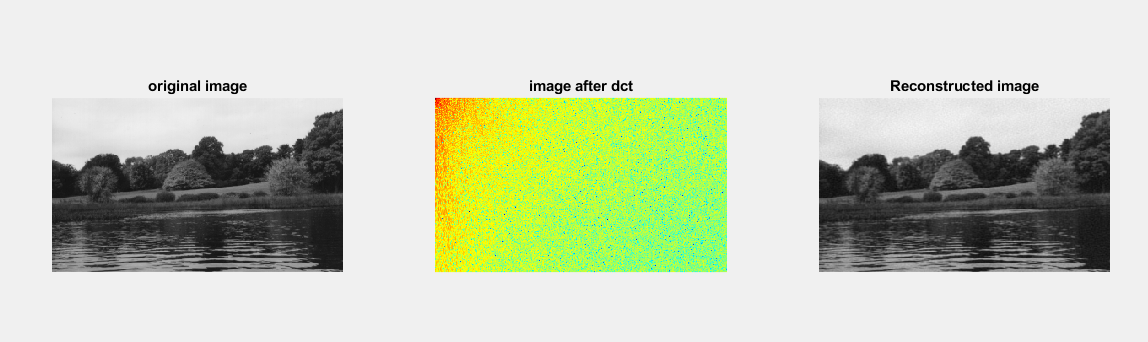 original image
image after dct
Reconstructed image